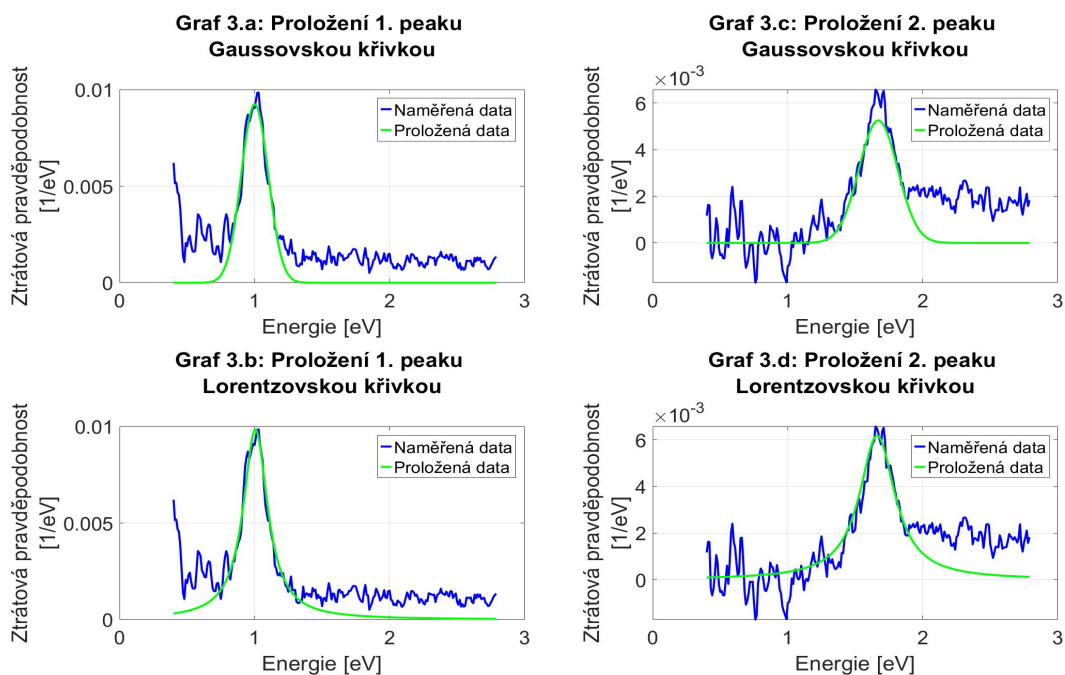 Graf 3.a: Proložení 1. peaku
Gaussovskou křivkou
Ztrátová pravděpodobnost
[1/eV]
0.01
0.005
0
0
1
2
3
Energie [eV]
Naměřená data
Proložená data
Graf 3.c: Proložení 2. peaku
Gaussovskou křivkou
Ztrátová pravděpodobnost
[1/eV]
×10-3
6
4
2
0
0
1
2
3
Energie [eV]
Naměřená data
Proložená data
Graf 3.b: Proložení 1. peaku
Lorentzovskou křivkou
Ztrátová pravděpodobnost
[1/eV]
0.01
0.005
0
0
1
2
3
Energie [eV]
Naměřená data
Proložená data
Graf 3.d: Proložení 2. peaku
Lorentzovskou křivkou
Ztrátová pravděpodobnost
[1/eV]
×10-3
6
4
2
0
0
1
2
3
Energie [eV]
Naměřená data
Proložená data